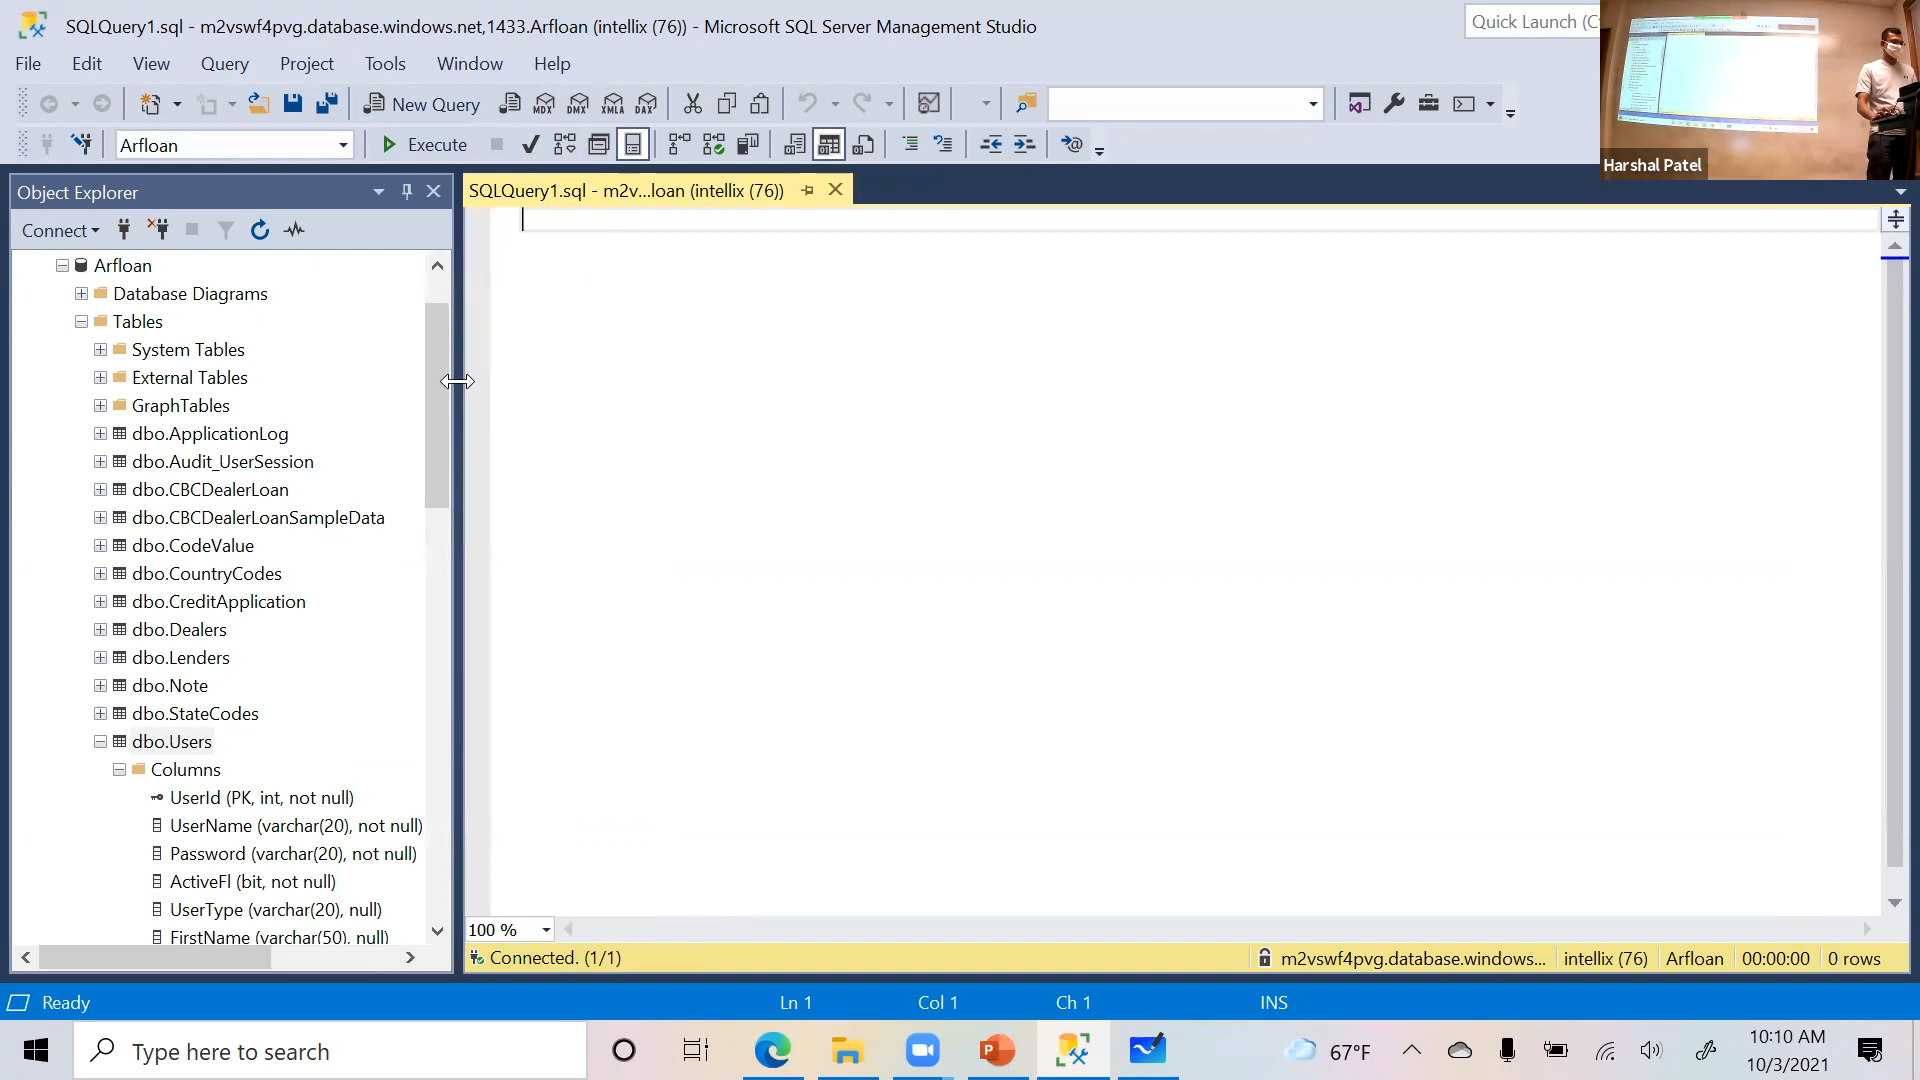 SQLQuery1.sql - m2vswf4pvg.database.windows.net,1433.Arfloan (intellix (76)) - Microsoft SQL Server Management Studio
Quick Launch (C
File Edit View Query Project Tools Window Help
New Query
MDX DMX XMLA DAX
Arfloan
Execute
Harshal Patel
Object Explorer
SQLQuery1.sql - m2v...loan (intellix (76))
Connect
Arfloan
Database Diagrams
Tables
System Tables
External Tables
GraphTables
dbo.ApplicationLog
dbo.Audit_UserSession
dbo.CBCDealerLoan
dbo.CBCDealerLoanSampleData
dbo.CodeValue
dbo.CountryCodes
dbo.CreditApplication
dbo.Dealers
dbo.Lenders
dbo.Note
dbo.StateCodes
dbo.Users
Columns
UserId (PK, int, not null)
UserName (varchar(20), not null)
Password (varchar(20), not null)
ActiveFl (bit, not null)
UserType (varchar(20), null)
FirstName (varchar(50), null)
100 %
Connected. (1/1)
m2vswf4pvg.database.windows... intellix (76) Arfloan 00:00:00 0 rows
Ready Ln 1 Col 1 Ch 1 INS
Type here to search
67°F
10:10 AM
10/3/2021